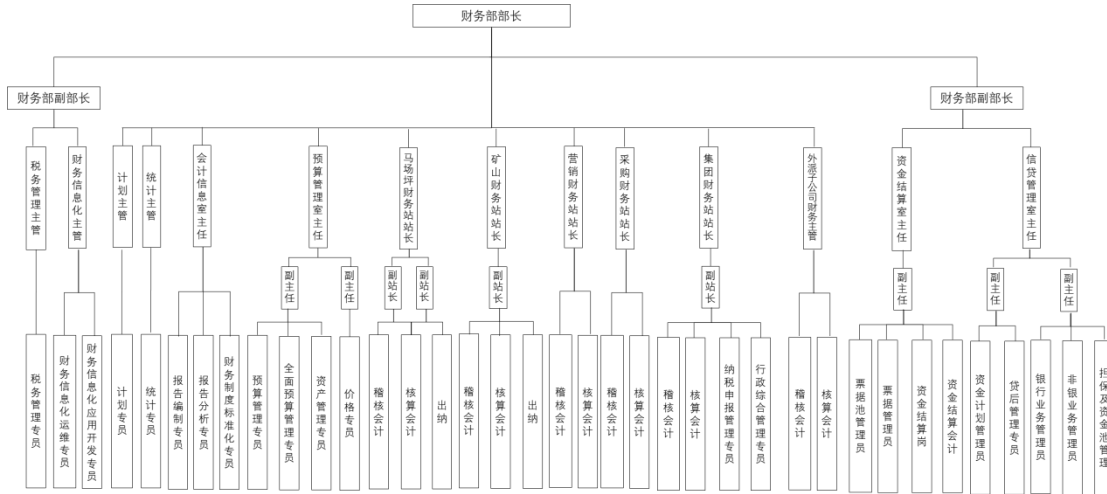 财务部部长
财务部副部长
财务部副部长
税务管理主管
财务信息化主管
计划主管
统计主管
会计信息室主任
预算管理室主任
马场坪财务站站长
矿山财务站站长
营销财务站站长
采购财务站站长
集团财务站站长
外派子公司财务主管
资金结算室主任
信贷管理室主任
副主任
副主任
副站长
副站长
副站长
副站长
副主任
副主任
副主任
税务管理专员
财务信息化运维专员
财务信息化应用开发专员
计划专员
统计专员
报告编制专员
报告分析专员
财务制度标准化专员
预算管理专员
全面预算管理专员
资产管理专员
价格专员
稽核会计
核算会计
出纳
稽核会计
核算会计
出纳
稽核会计
核算会计
稽核会计
核算会计
稽核会计
核算会计
纳税申报管理专员
行政综合管理专员
稽核会计
核算会计
票据池管理员
票据管理员
资金结算岗
资金结算会计
资金计划管理员
贷后管理专员
银行业务管理员
非银业务管理员
担保及资金池管理